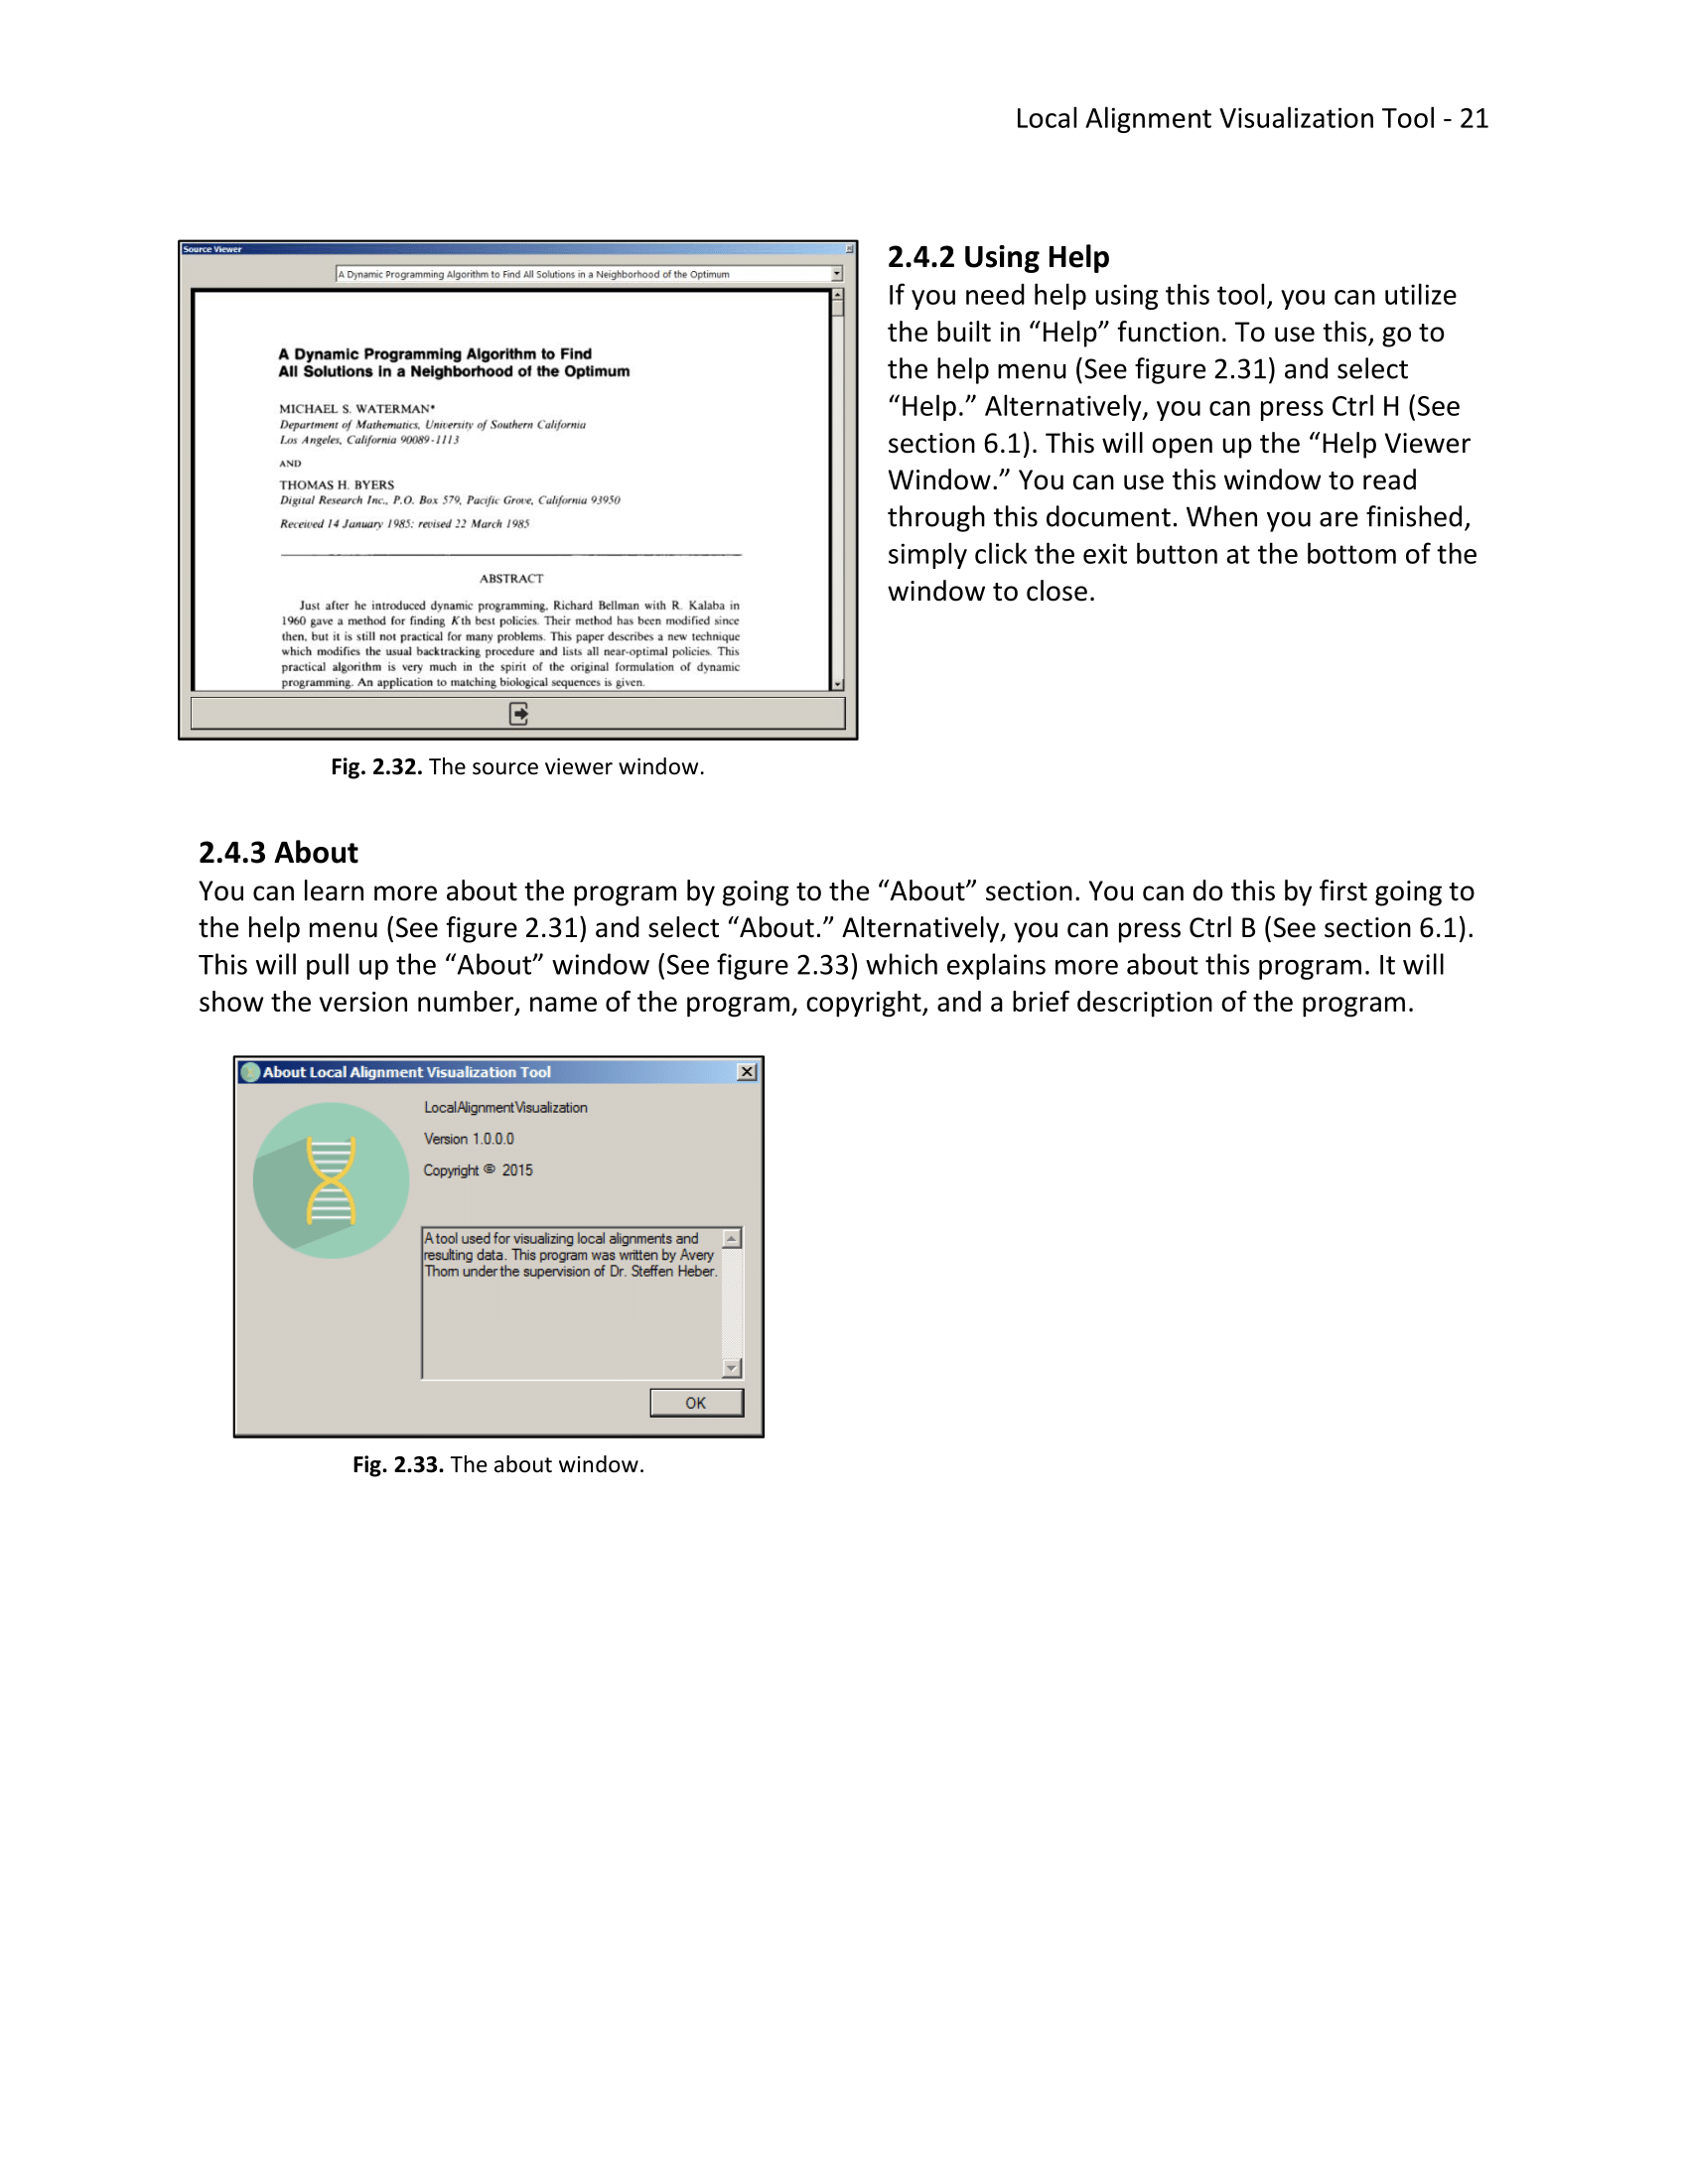 Local Alignment Visualization Tool - 21
Source Viewer
A Dynamic Programming Algorithm to Find All Solutions in a Neighborhood of the Optimum
A Dynamic Programming Algorithm to Find
All Solutions in a Neighborhood of the Optimum
MICHAEL S. WATERMAN*
Department of Mathematics, University of Southern California
Los Angeles, California 90089-1113
AND
THOMAS H. BYERS
Digital Research Inc., P.O. Box 579, Pacific Grove, California 93950
Received 14 January 1985; revised 22 March 1985
ABSTRACT
Just after he introduced dynamic programming, Richard Bellman with R. Kalaba in
1960 gave a method for finding Kth best policies. Their method has been modified since
then, but it is still not practical for many problems. This paper describes a new technique
which modifies the usual backtracking procedure and lists all near-optimal policies. This
practical algorithm is very much in the spirit of the original formulation of dynamic
programming. An application to matching biological sequences is given.
Fig. 2.32. The source viewer window.
2.4.2 Using Help
If you need help using this tool, you can utilize
the built in “Help” function. To use this, go to
the help menu (See figure 2.31) and select
“Help.” Alternatively, you can press Ctrl H (See
section 6.1). This will open up the “Help Viewer
Window.” You can use this window to read
through this document. When you are finished,
simply click the exit button at the bottom of the
window to close.
2.4.3 About
You can learn more about the program by going to the “About” section. You can do this by first going to
the help menu (See figure 2.31) and select “About.” Alternatively, you can press Ctrl B (See section 6.1).
This will pull up the “About” window (See figure 2.33) which explains more about this program. It will
show the version number, name of the program, copyright, and a brief description of the program.
About Local Alignment Visualization Tool
LocalAlignmentVisualization
Version 1.0.0.0
Copyright © 2015
A tool used for visualizing local alignments and
resulting data. This program was written by Avery
Thom under the supervision of Dr. Steffen Heber.
OK
Fig. 2.33. The about window.